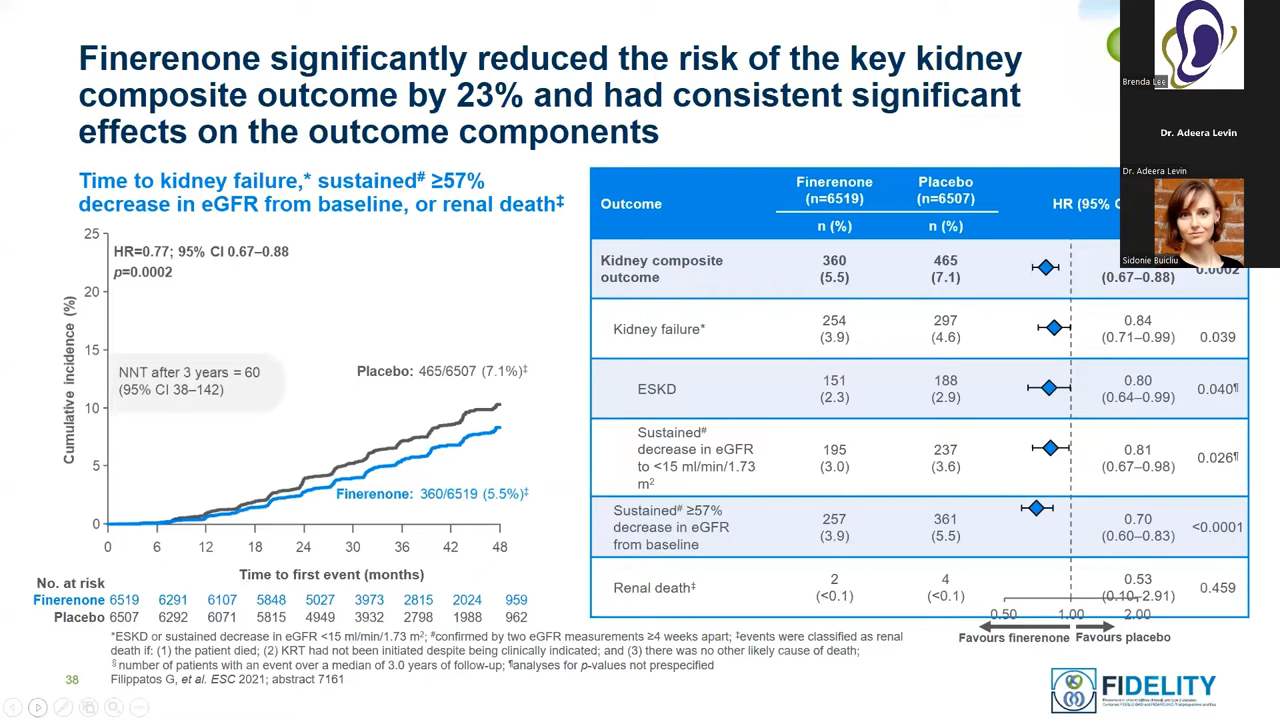 Finerenone significantly reduced the risk of the key kidney
composite outcome by 23% and had consistent significant
effects on the outcome components
Time to kidney failure,* sustained# ≥57%
decrease in eGFR from baseline, or renal death‡
25
20
15
10
5
0
Cumulative incidence (%)
HR=0.77; 95% CI 0.67–0.88
p=0.0002
NNT after 3 years = 60
(95% CI 38–142)
Placebo: 465/6507 (7.1%)‡
Finerenone: 360/6519 (5.5%)‡
0 6 12 18 24 30 36 42 48
Time to first event (months)
No. at risk
Finerenone 6519 6291 6107 5848 5027 3973 2815 2024 959
Placebo 6507 6292 6071 5815 4949 3932 2798 1988 962
Outcome
Finerenone
(n=6519)
Placebo
(n=6507)
n (%) n (%)
HR (95%
Kidney composite
outcome
360
(5.5)
465
(7.1)
(0.67–0.88)
0.0002
Kidney failure*
254
(3.9)
297
(4.6)
0.84
(0.71–0.99)
0.039
ESKD
151
(2.3)
188
(2.9)
0.80
(0.64–0.99)
0.040¶
Sustained#
decrease in eGFR
to <15 ml/min/1.73
m2
195
(3.0)
237
(3.6)
0.81
(0.67–0.98)
0.026¶
Sustained# ≥57%
decrease in eGFR
from baseline
257
(3.9)
361
(5.5)
0.70
(0.60–0.83)
<0.0001
Renal death‡
2
(<0.1)
4
(<0.1)
0.53
(0.10–2.91)
0.459
0.50 1.00 2.00
Favours finerenone Favours placebo
*ESKD or sustained decrease in eGFR <15 ml/min/1.73 m2; #confirmed by two eGFR measurements ≥4 weeks apart; ‡events were classified as renal
death if: (1) the patient died; (2) KRT had not been initiated despite being clinically indicated; and (3) there was no other likely cause of death;
§number of patients with an event over a median of 3.0 years of follow-up; ¶analyses for p-values not prespecified
38 Filippatos G, et al. ESC 2021; abstract 7161
FIDELITY
Brenda Lee
Dr. Adeera Levin
Dr. Adeera Levin
Sidonie Buicliu